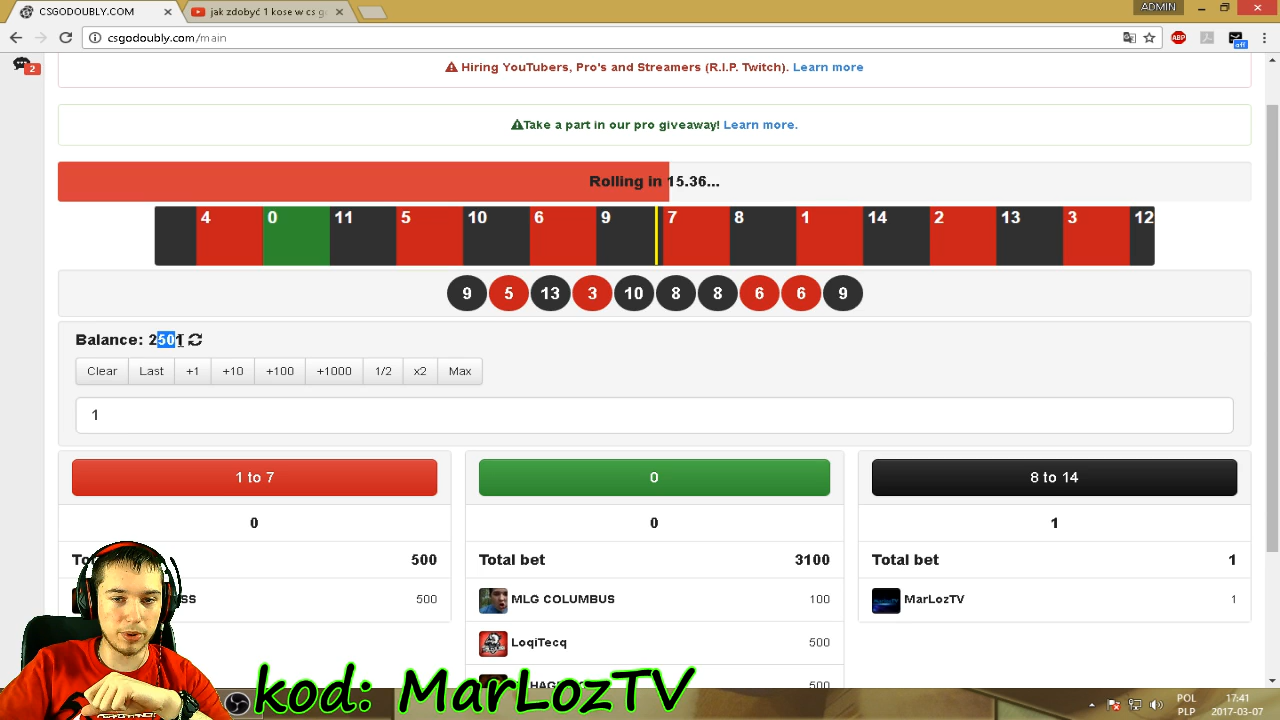 CSGODOUBLY.COM
jak zdobyć 1 kose w cs g
ADMIN
csgodoubly.com/main
ABP
off
2
Hiring YouTubers, Pro's and Streamers (R.I.P. Twitch). Learn more
Take a part in our pro giveaway! Learn more.
Rolling in 15.36...
4 0 11 5 10 6 9 7 8 1 14 2 13 3 12
9 5 13 3 10 8 8 6 6 9
Balance: 2501
Clear Last +1 +10 +100 +1000 1/2 x2 Max
1
1 to 7 0 8 to 14
0 0 1
500 Total bet 3100 Total bet 1
SS 500 MLG COLUMBUS 100 MarLozTV 1
LoqiTecq 500
500
kod: MarLozTV
POL 17:41
PLP 2017-03-07